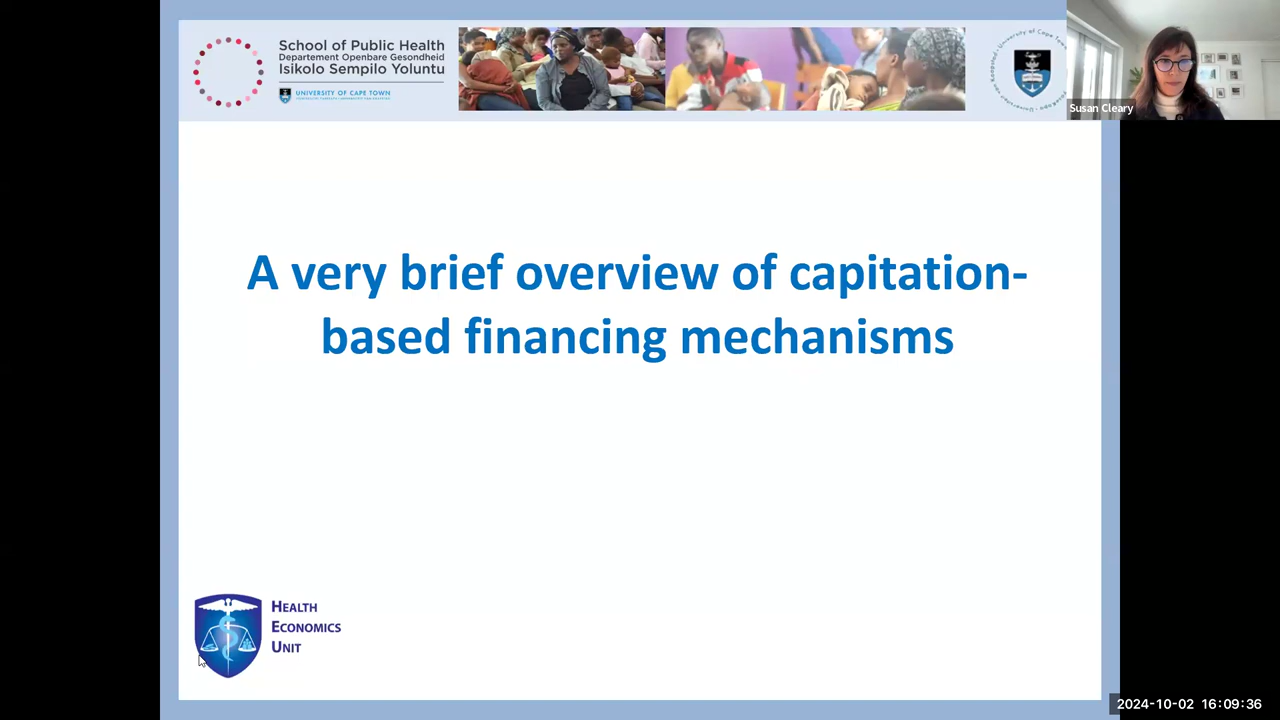 School of Public Health
Departement Openbare Gesondheid
Isikolo Sempilo Yoluntu
UNIVERSITY OF CAPE TOWN
Susan Cleary
A very brief overview of capitation-
based financing mechanisms
HEALTH
ECONOMICS
UNIT
2024-10-02 16:09:36